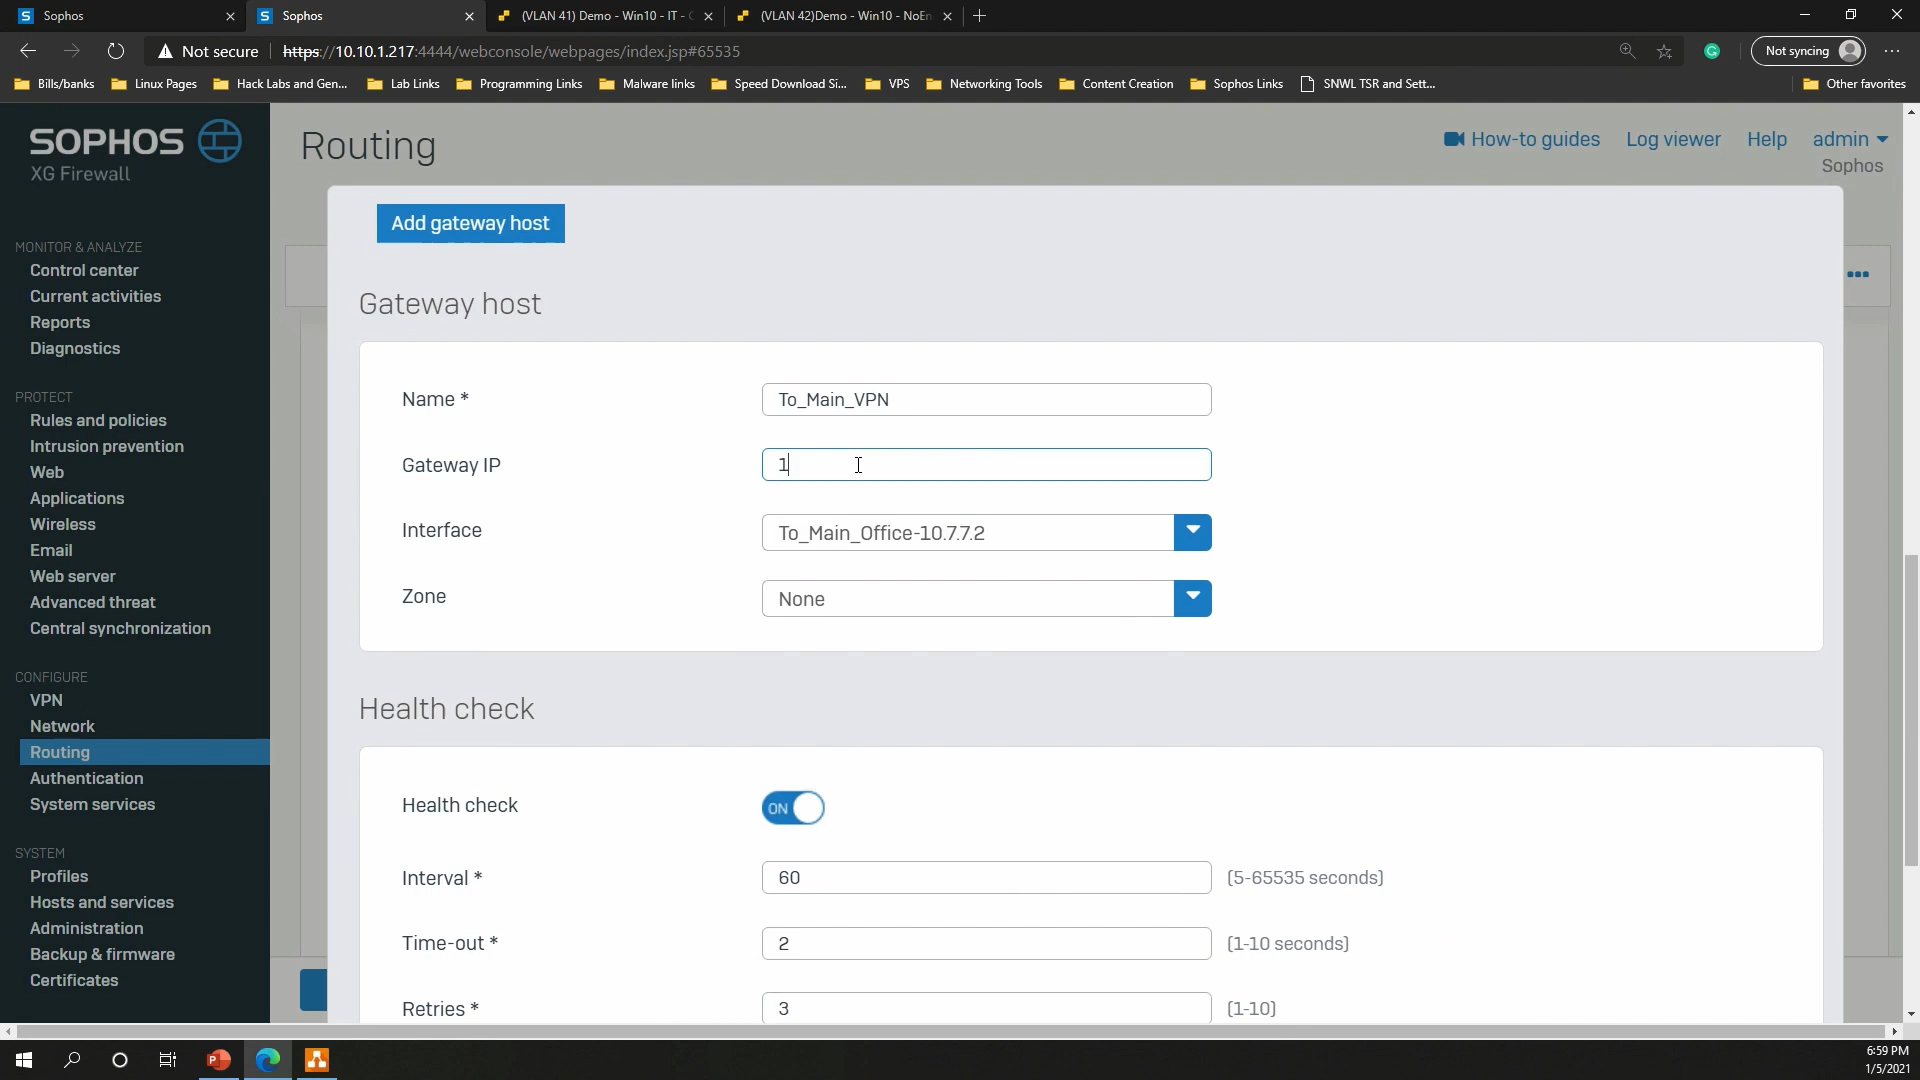 Sophos
Sophos
(VLAN 41) Demo - Win10 - IT - C
(VLAN 42)Demo - Win10 - NoEn
Not secure
https://10.10.1.217:4444/webconsole/webpages/index.jsp#65535
Not syncing
Bills/banks
Linux Pages
Hack Labs and Gen...
Lab Links
Programming Links
Malware links
Speed Download Si...
VPS
Networking Tools
Content Creation
Sophos Links
SNWL TSR and Sett...
Other favorites
SOPHOS
XG Firewall
Routing
How-to guides
Log viewer
Help
admin
Sophos
MONITOR & ANALYZE
Control center
Current activities
Reports
Diagnostics
PROTECT
Rules and policies
Intrusion prevention
Web
Applications
Wireless
Email
Web server
Advanced threat
Central synchronization
CONFIGURE
VPN
Network
Routing
Authentication
System services
SYSTEM
Profiles
Hosts and services
Administration
Backup & firmware
Certificates
Add gateway host
Gateway host
Name *
To_Main_VPN
Gateway IP
1
Interface
To_Main_Office-10.7.7.2
Zone
None
Health check
Health check
ON
Interval *
60
(5-65535 seconds)
Time-out *
2
(1-10 seconds)
Retries *
3
(1-10)
6:59 PM
1/5/2021